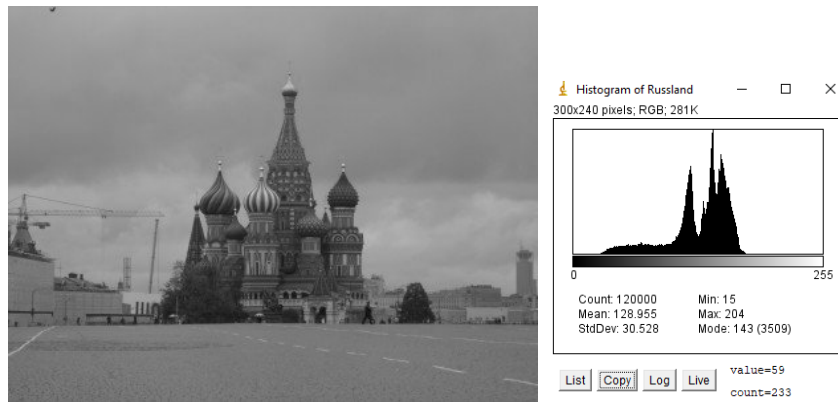 Histogram of Russland
300x240 pixels; RGB; 281K
0 255
Count: 120000 Min: 15
Mean: 128.955 Max: 204
StdDev: 30.528 Mode: 143 (3509)
List Copy Log Live value=59
count=233